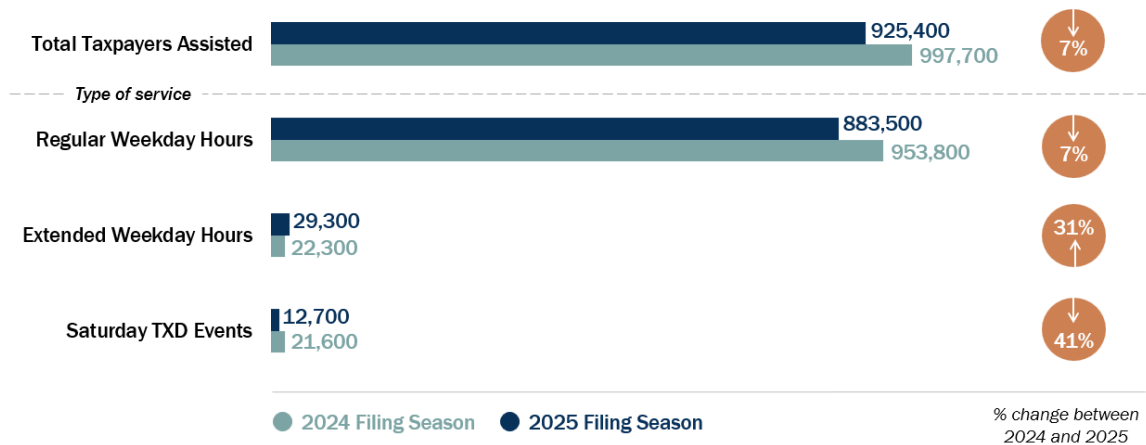 Total Taxpayers Assisted
925,400
997,700
7%
Type of service
Regular Weekday Hours
883,500
953,800
7%
Extended Weekday Hours
29,300
22,300
31%
Saturday TXD Events
12,700
21,600
41%
2024 Filing Season
2025 Filing Season
% change between
2024 and 2025